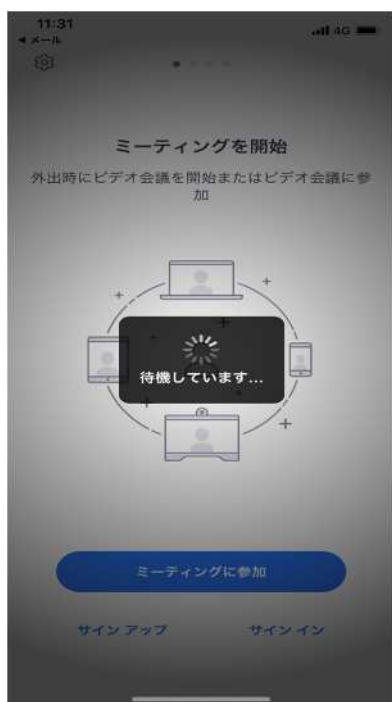 11:31
4G
◀ メール
ミーティングを開始
外出時にビデオ会議を開始またはビデオ会議に参
加
待機しています...
ミーティングに参加
サイン アップ
サイン イン